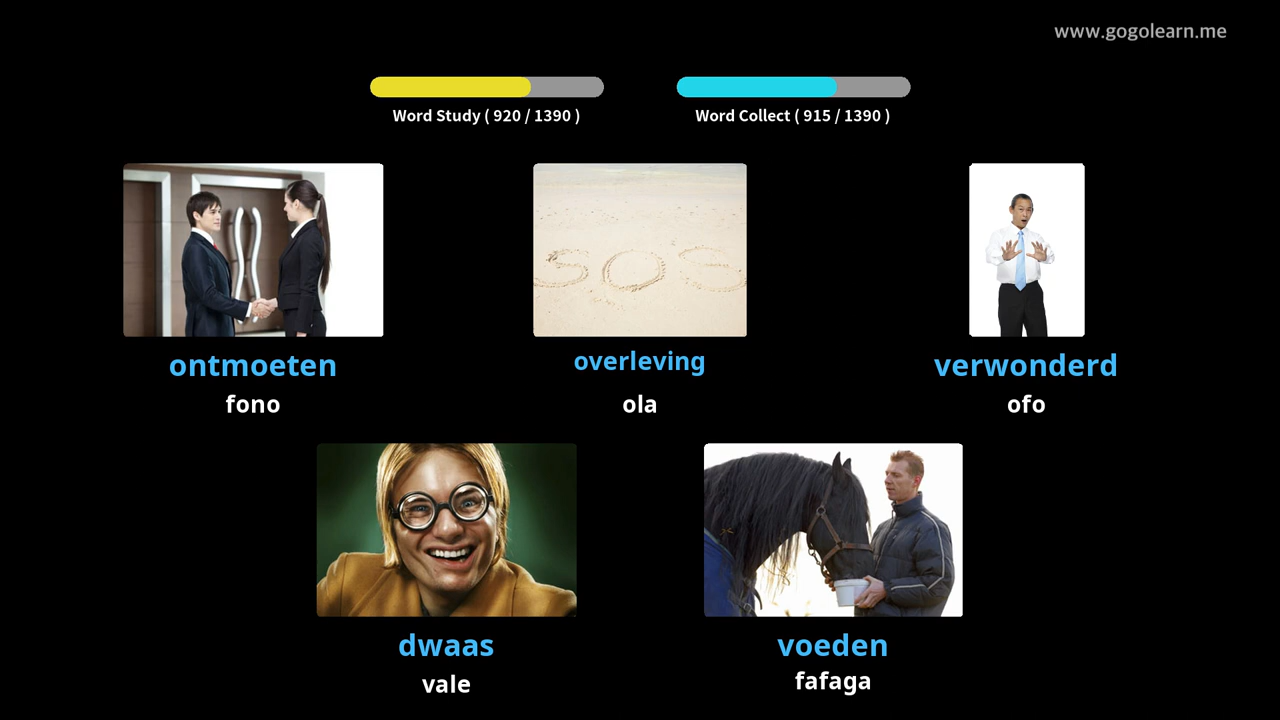 www.gogolearn.me
Word Study ( 920 / 1390 )
Word Collect ( 915 / 1390 )
SOS
ontmoeten
overleving
verwonderd
fono
ola
ofo
dwaas
voeden
vale
fafaga